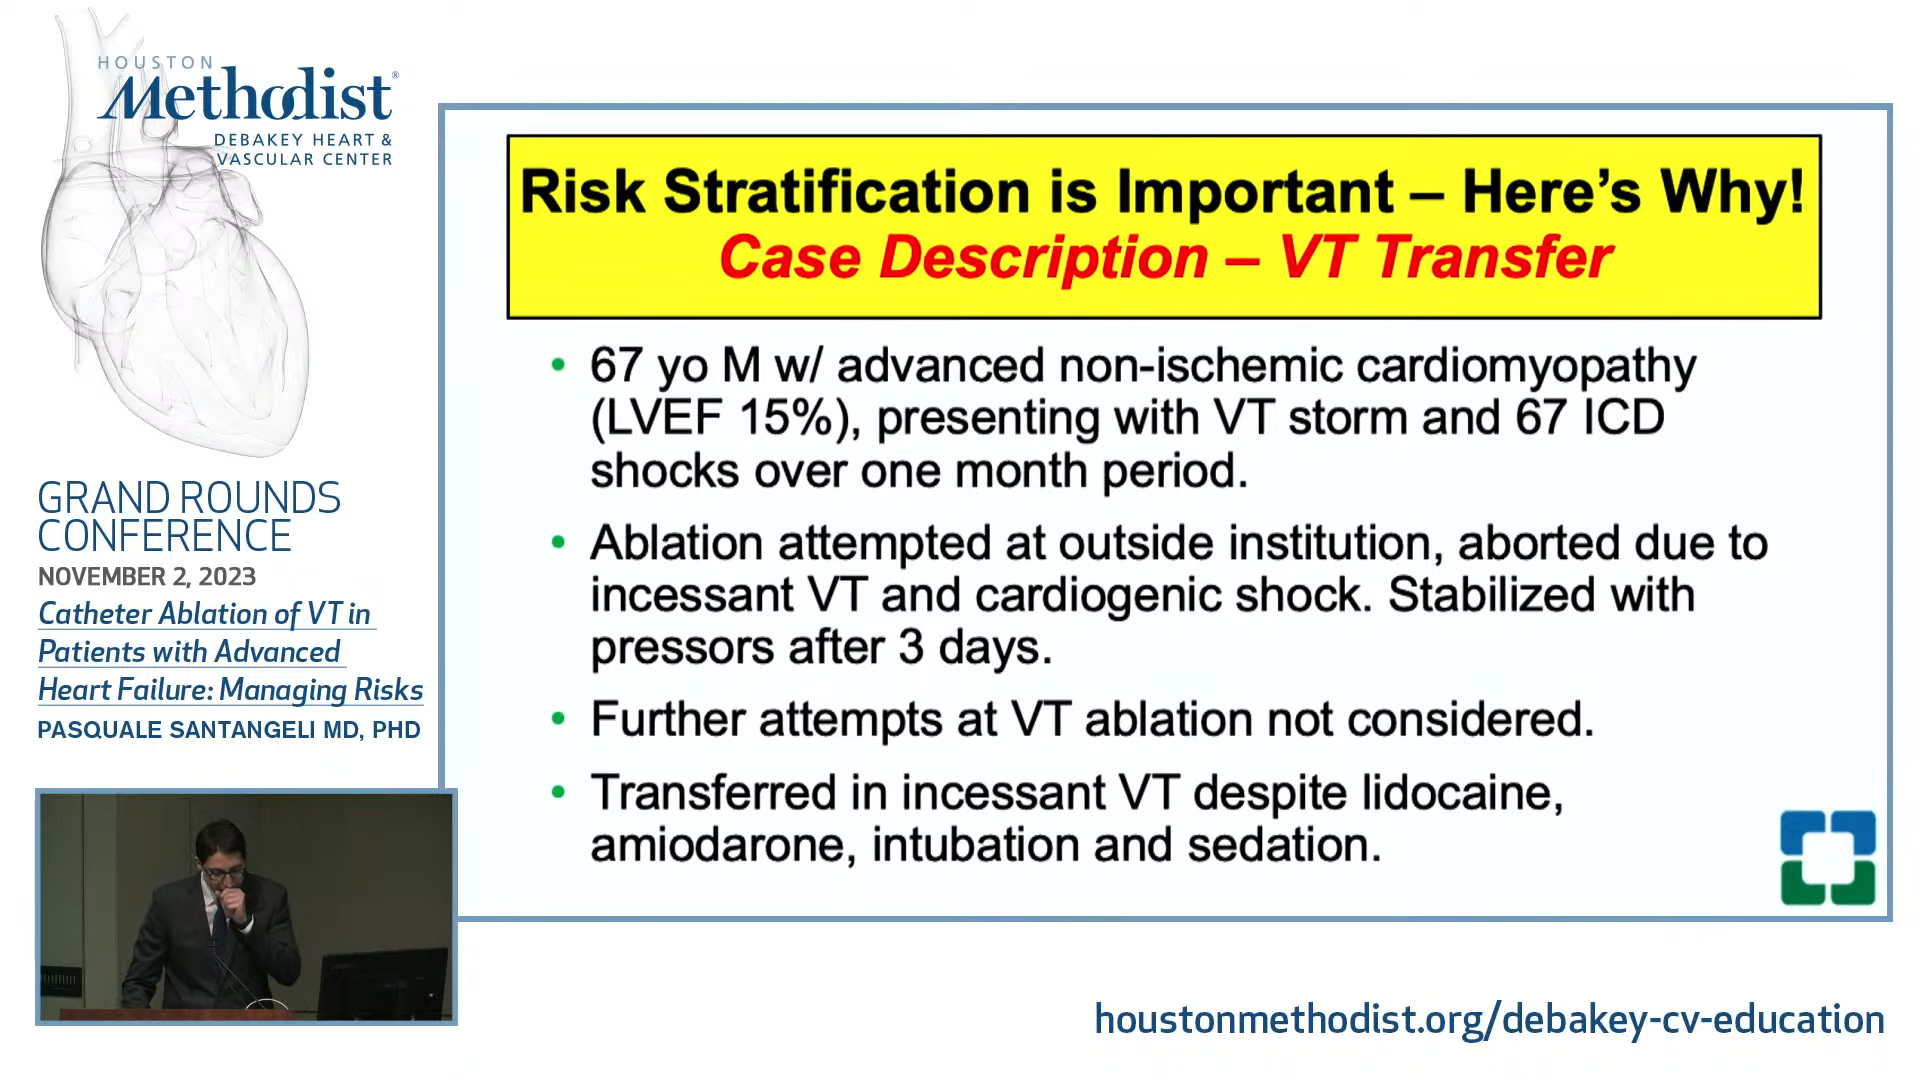 HOUSTON
Methodist®
DEBAKEY HEART &
VASCULAR CENTER
GRAND ROUNDS
CONFERENCE
NOVEMBER 2, 2023
Catheter Ablation of VT in
Patients with Advanced
Heart Failure: Managing Risks
PASQUALE SANTANGELI MD, PHD
Risk Stratification is Important – Here’s Why!
Case Description – VT Transfer
• 67 yo M w/ advanced non-ischemic cardiomyopathy
(LVEF 15%), presenting with VT storm and 67 ICD
shocks over one month period.
• Ablation attempted at outside institution, aborted due to
incessant VT and cardiogenic shock. Stabilized with
pressors after 3 days.
• Further attempts at VT ablation not considered.
• Transferred in incessant VT despite lidocaine,
amiodarone, intubation and sedation.
houstonmethodist.org/debakey-cv-education